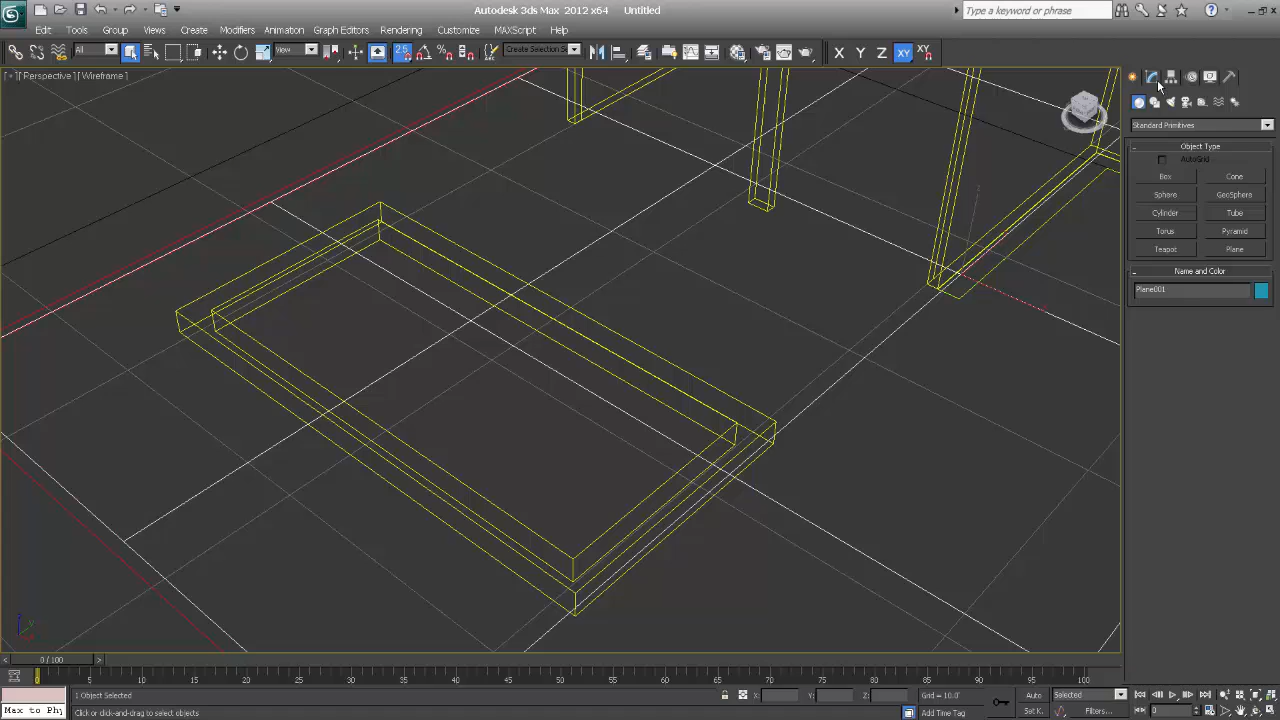 Autodesk 3ds Max 2012 x64 Untitled
Type a keyword or phrase
Edit Tools Group Views Create Modifiers Animation Graph Editors Rendering Customize MAXScript Help
All View 2.5 Create Selection S X Y Z XY XY
[ + ] [ Perspective ] [ Wireframe ]
Standard Primitives
- Object Type
AutoGrid
Box Cone
Sphere GeoSphere
Cylinder Tube
Torus Pyramid
Teapot Plane
- Name and Color
Plane001
< 0 / 100 >
0 5 10 15 20 25 30 35 40 45 50 55 60 65 70 75 80 85 90 95 100
1 Object Selected X: Y: Z: Grid = 10.0' Auto Selected
Max to Phy Click or click-and-drag to select objects Add Time Tag Set K. Filters... 0